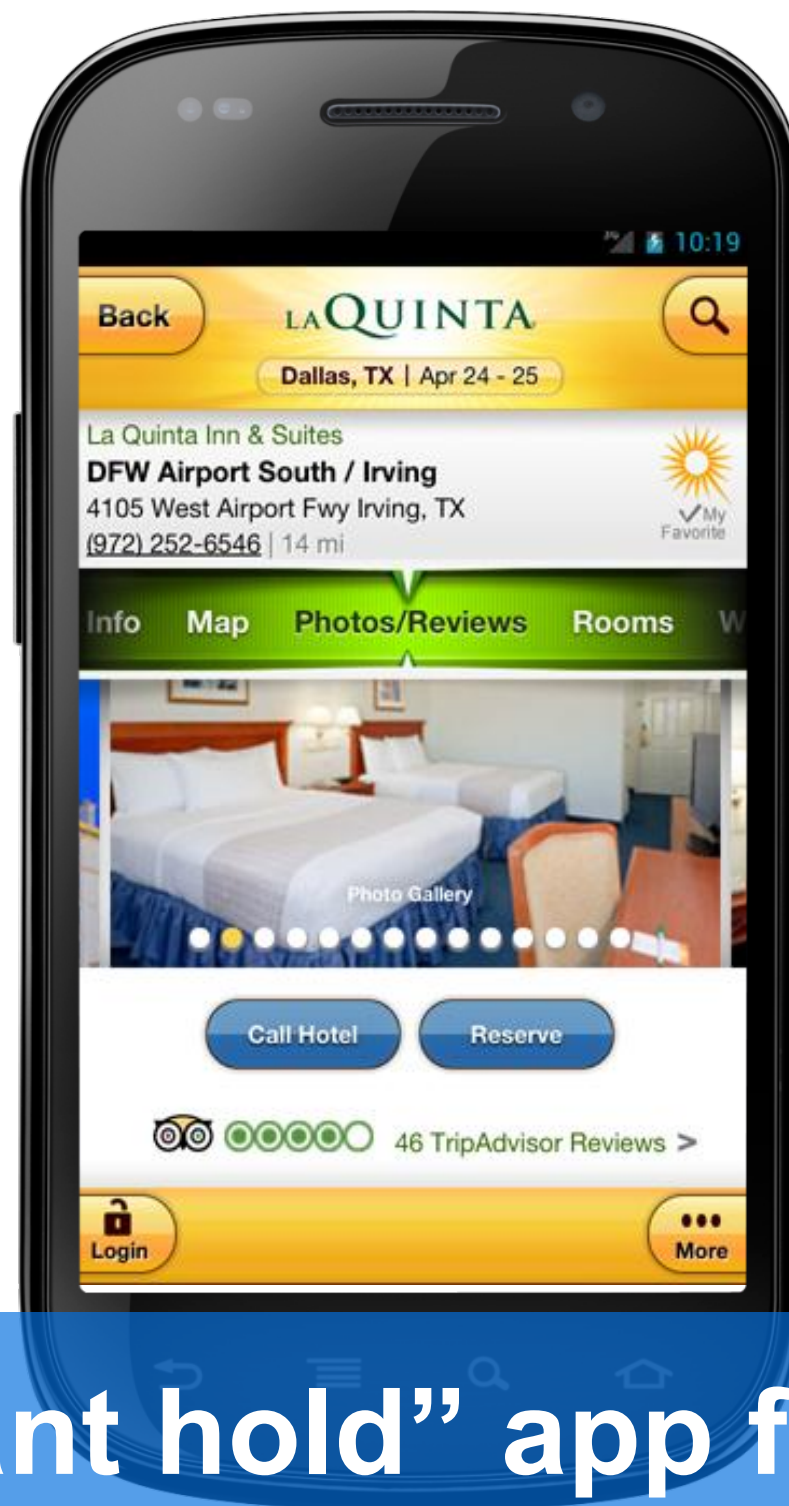 3G 10:19
Back LAQUINTA
Dallas, TX | Apr 24 - 25
La Quinta Inn & Suites
DFW Airport South / Irving
4105 West Airport Fwy Irving, TX
(972) 252-6546 | 14 mi
My
Favorite
Info Map Photos/Reviews Rooms W
Photo Gallery
Call Hotel Reserve
46 TripAdvisor Reviews >
Login More
nt hold” app f